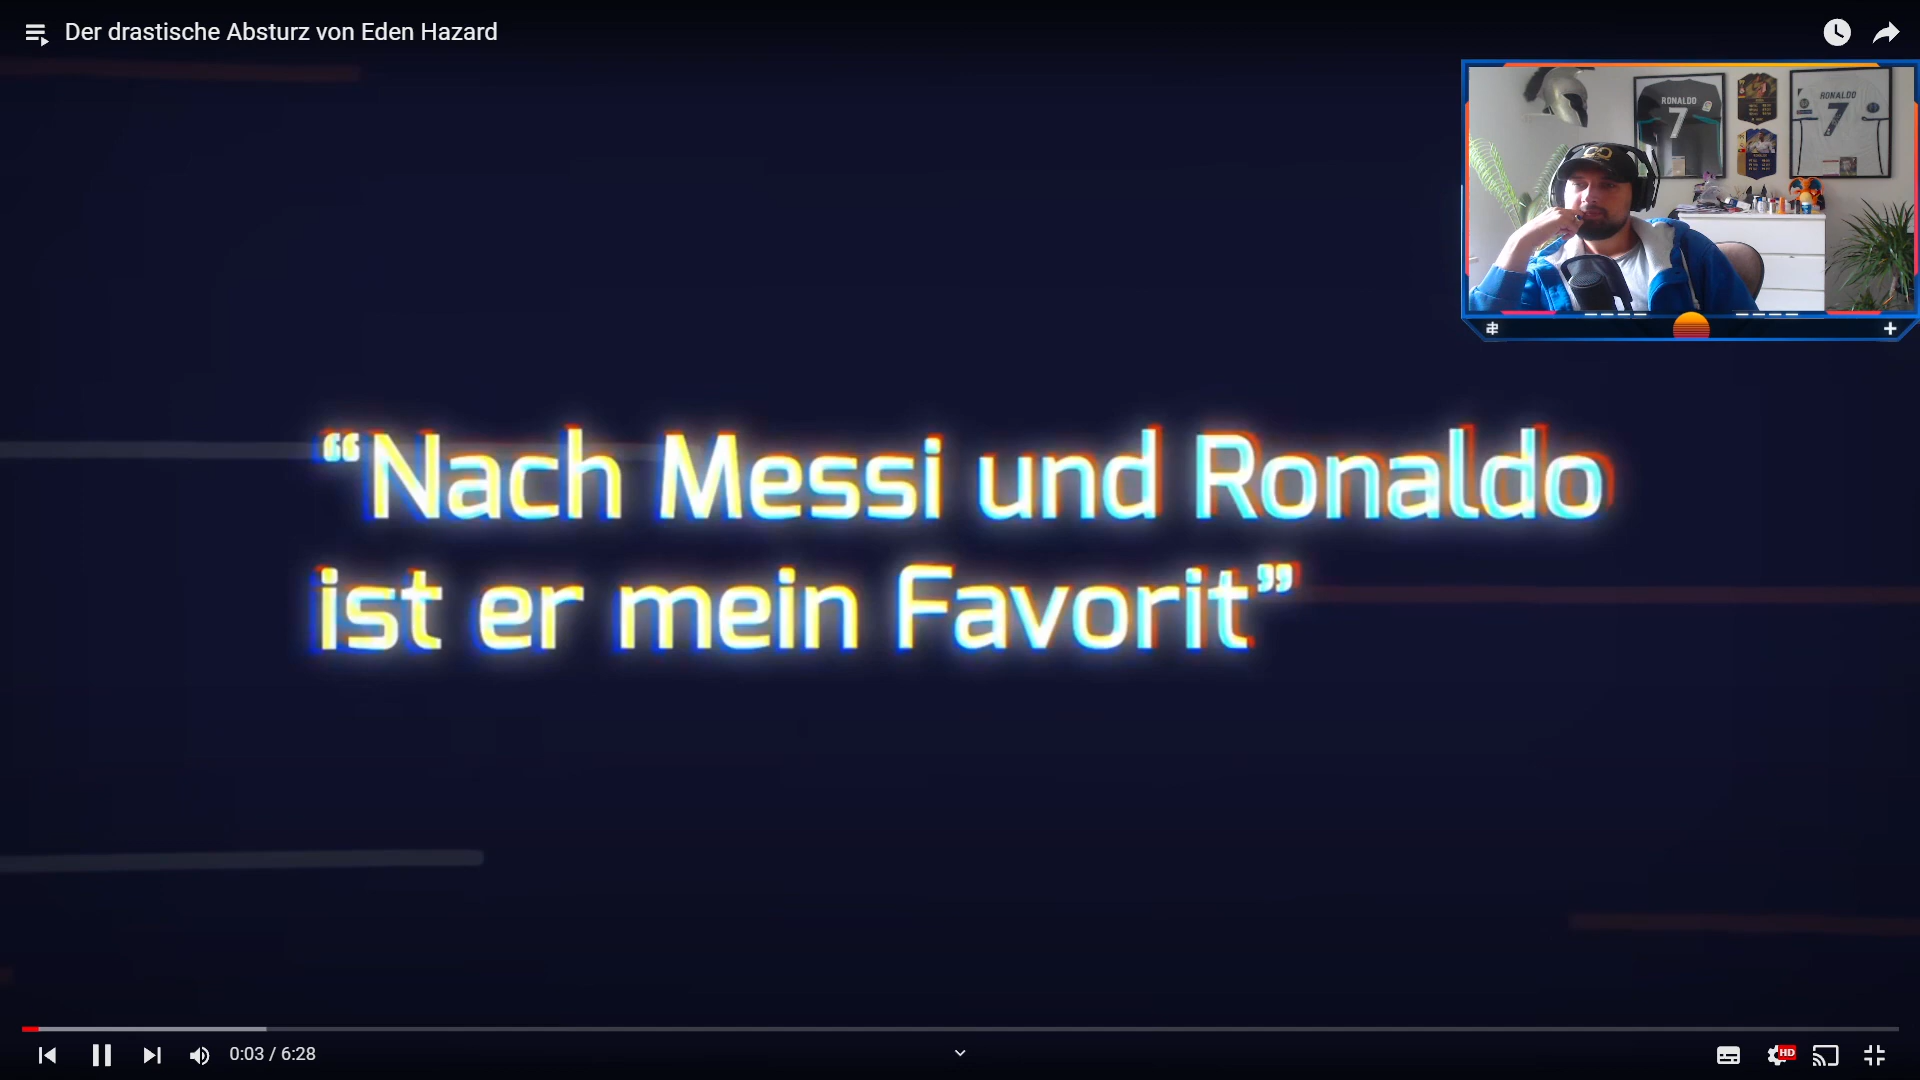 Der drastische Absturz von Eden Hazard
RONALDO
7
RONALDO
7
“Nach Messi und Ronaldo
ist er mein Favorit”
0:03 / 6:28
HD